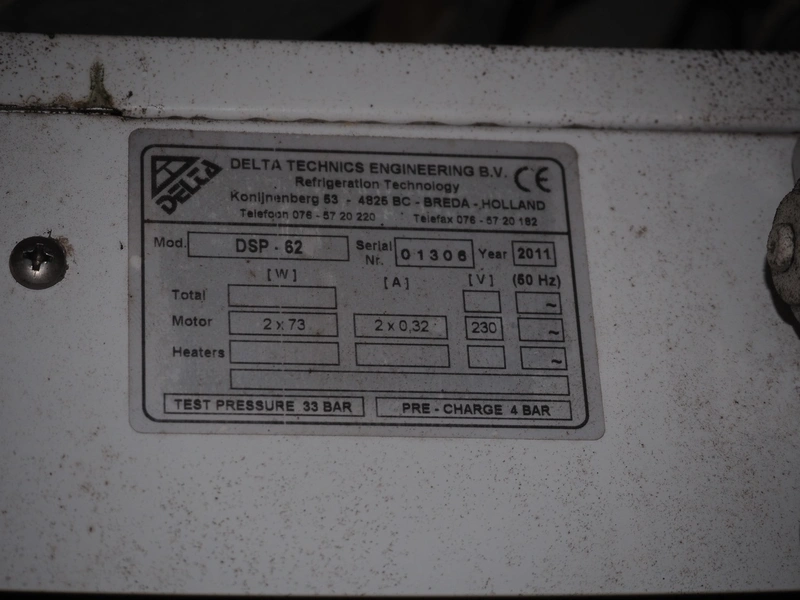 DELTA
DELTA TECHNICS ENGINEERING B.V.
Refrigeration Technology
Konijnenberg 53 - 4825 BC - BREDA - HOLLAND
Telefoon 076 - 57 20 220 Telefax 076 - 57 20 192
CE
Mod. DSP - 62 Serial Nr. 01306 Year 2011
[W] [A] [V] (50 Hz)
Total ~
Motor 2 x 73 2 x 0,32 230 ~
Heaters ~
TEST PRESSURE 33 BAR PRE - CHARGE 4 BAR